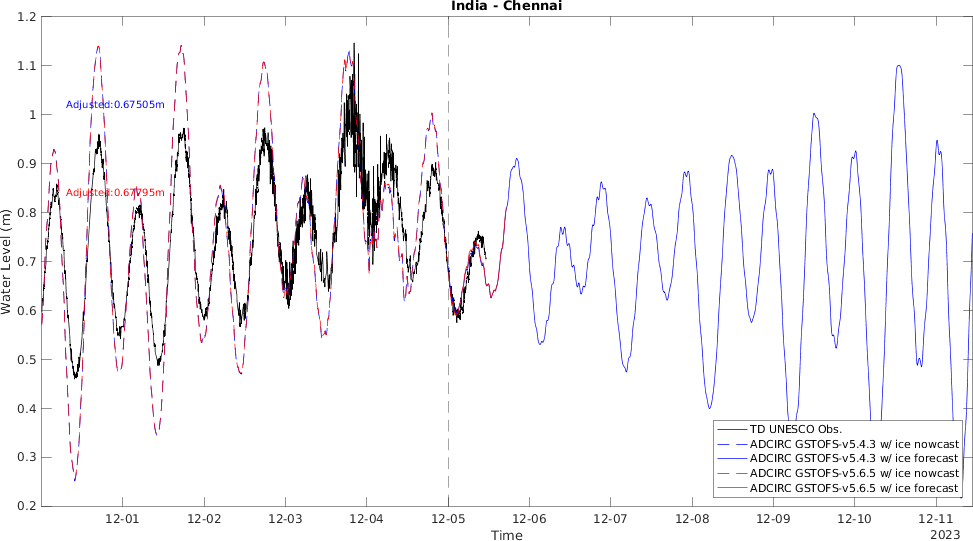 India - Chennai
1.2
1.1
1
0.9
0.8
0.7
0.6
0.5
0.4
0.3
0.2
Water Level (m)
Adjusted:0.67505m
Adjusted:0.67795m
TD UNESCO Obs.
ADCIRC GSTOFS-v5.4.3 w/ ice nowcast
ADCIRC GSTOFS-v5.4.3 w/ ice forecast
ADCIRC GSTOFS-v5.6.5 w/ ice nowcast
ADCIRC GSTOFS-v5.6.5 w/ ice forecast
12-01 12-02 12-03 12-04 12-05 12-06 12-07 12-08 12-09 12-10 12-11
2023
Time